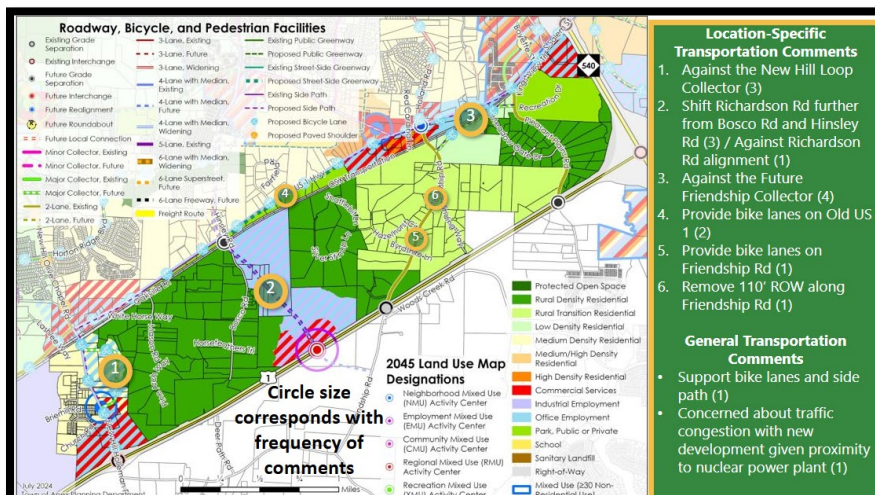 Roadway, Bicycle, and Pedestrian Facilities
Existing Grade
Separation
Existing Interchange
Future Grade
Separation
Future Interchange
Future Realignment
Future Roundabout
Future Local Connection
Minor Collector, Existing
Minor Collector, Future
Major Collector, Existing
Major Collector, Future
2-Lane, Existing
2-Lane, Future
3-Lane, Existing
3-Lane, Future
3-Lane, Widening
4-Lane with Median,
Existing
4-Lane with Median,
Future
4-Lane with Median,
Widening
5-Lane, Existing
6-Lane with Median,
Widening
6-Lane Superstreet,
Future
6-Lane Freeway, Future
Freight Route
Existing Public Greenway
Proposed Public Greenway
Existing Street-Side Greenway
Proposed Street-Side Greenway
Existing Side Path
Proposed Side Path
Proposed Bicycle Lane
Proposed Paved Shoulder
540
Recreation Dr
3
4
6
5
2
1
Horton Ridge Blvd
White Horse Way
Woods Creek Rd
1
Circle size
corresponds with
frequency of
comments
July 2024
Town of Apex Planning Department
Miles
2045 Land Use Map
Designations
Neighborhood Mixed Use
(NMU) Activity Center
Employment Mixed Use
(EMU) Activity Center
Community Mixed Use
(CMU) Activity Center
Regional Mixed Use (RMU)
Activity Center
Recreation Mixed Use
(XMU) Activity Center
Protected Open Space
Rural Density Residential
Rural Transition Residential
Low Density Residential
Medium Density Residential
Medium/High Density
Residential
High Density Residential
Commercial Services
Industrial Employment
Office Employment
Park, Public or Private
School
Sanitary Landfill
Right-of-Way
Mixed Use (≥30 Non-
Residential Use)
Location-Specific
Transportation Comments
1. Against the New Hill Loop
Collector (3)
2. Shift Richardson Rd further
from Bosco Rd and Hinsley
Rd (3) / Against Richardson
Rd alignment (1)
3. Against the Future
Friendship Collector (4)
4. Provide bike lanes on Old US
1 (2)
5. Provide bike lanes on
Friendship Rd (1)
6. Remove 110' ROW along
Friendship Rd (1)
General Transportation
Comments
• Support bike lanes and side
path (1)
• Concerned about traffic
congestion with new
development given proximity
to nuclear power plant (1)